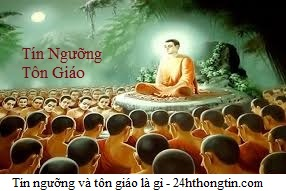 Tín Ngưỡng
Tôn Giáo
Tín ngưỡng và tôn giáo là gì - 24hthongtin.com